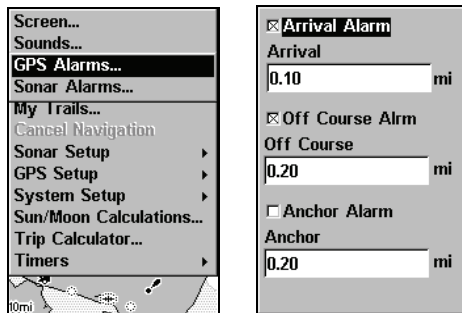 Screen...
Sounds...
GPS Alarms...
Sonar Alarms...
My Trails...
Cancel Navigation
Sonar Setup
GPS Setup
System Setup
Sun/Moon Calculations...
Trip Calculator...
Timers
10mi
Arrival Alarm
Arrival
0.10 mi
Off Course Alrm
Off Course
0.20 mi
Anchor Alarm
Anchor
0.20 mi